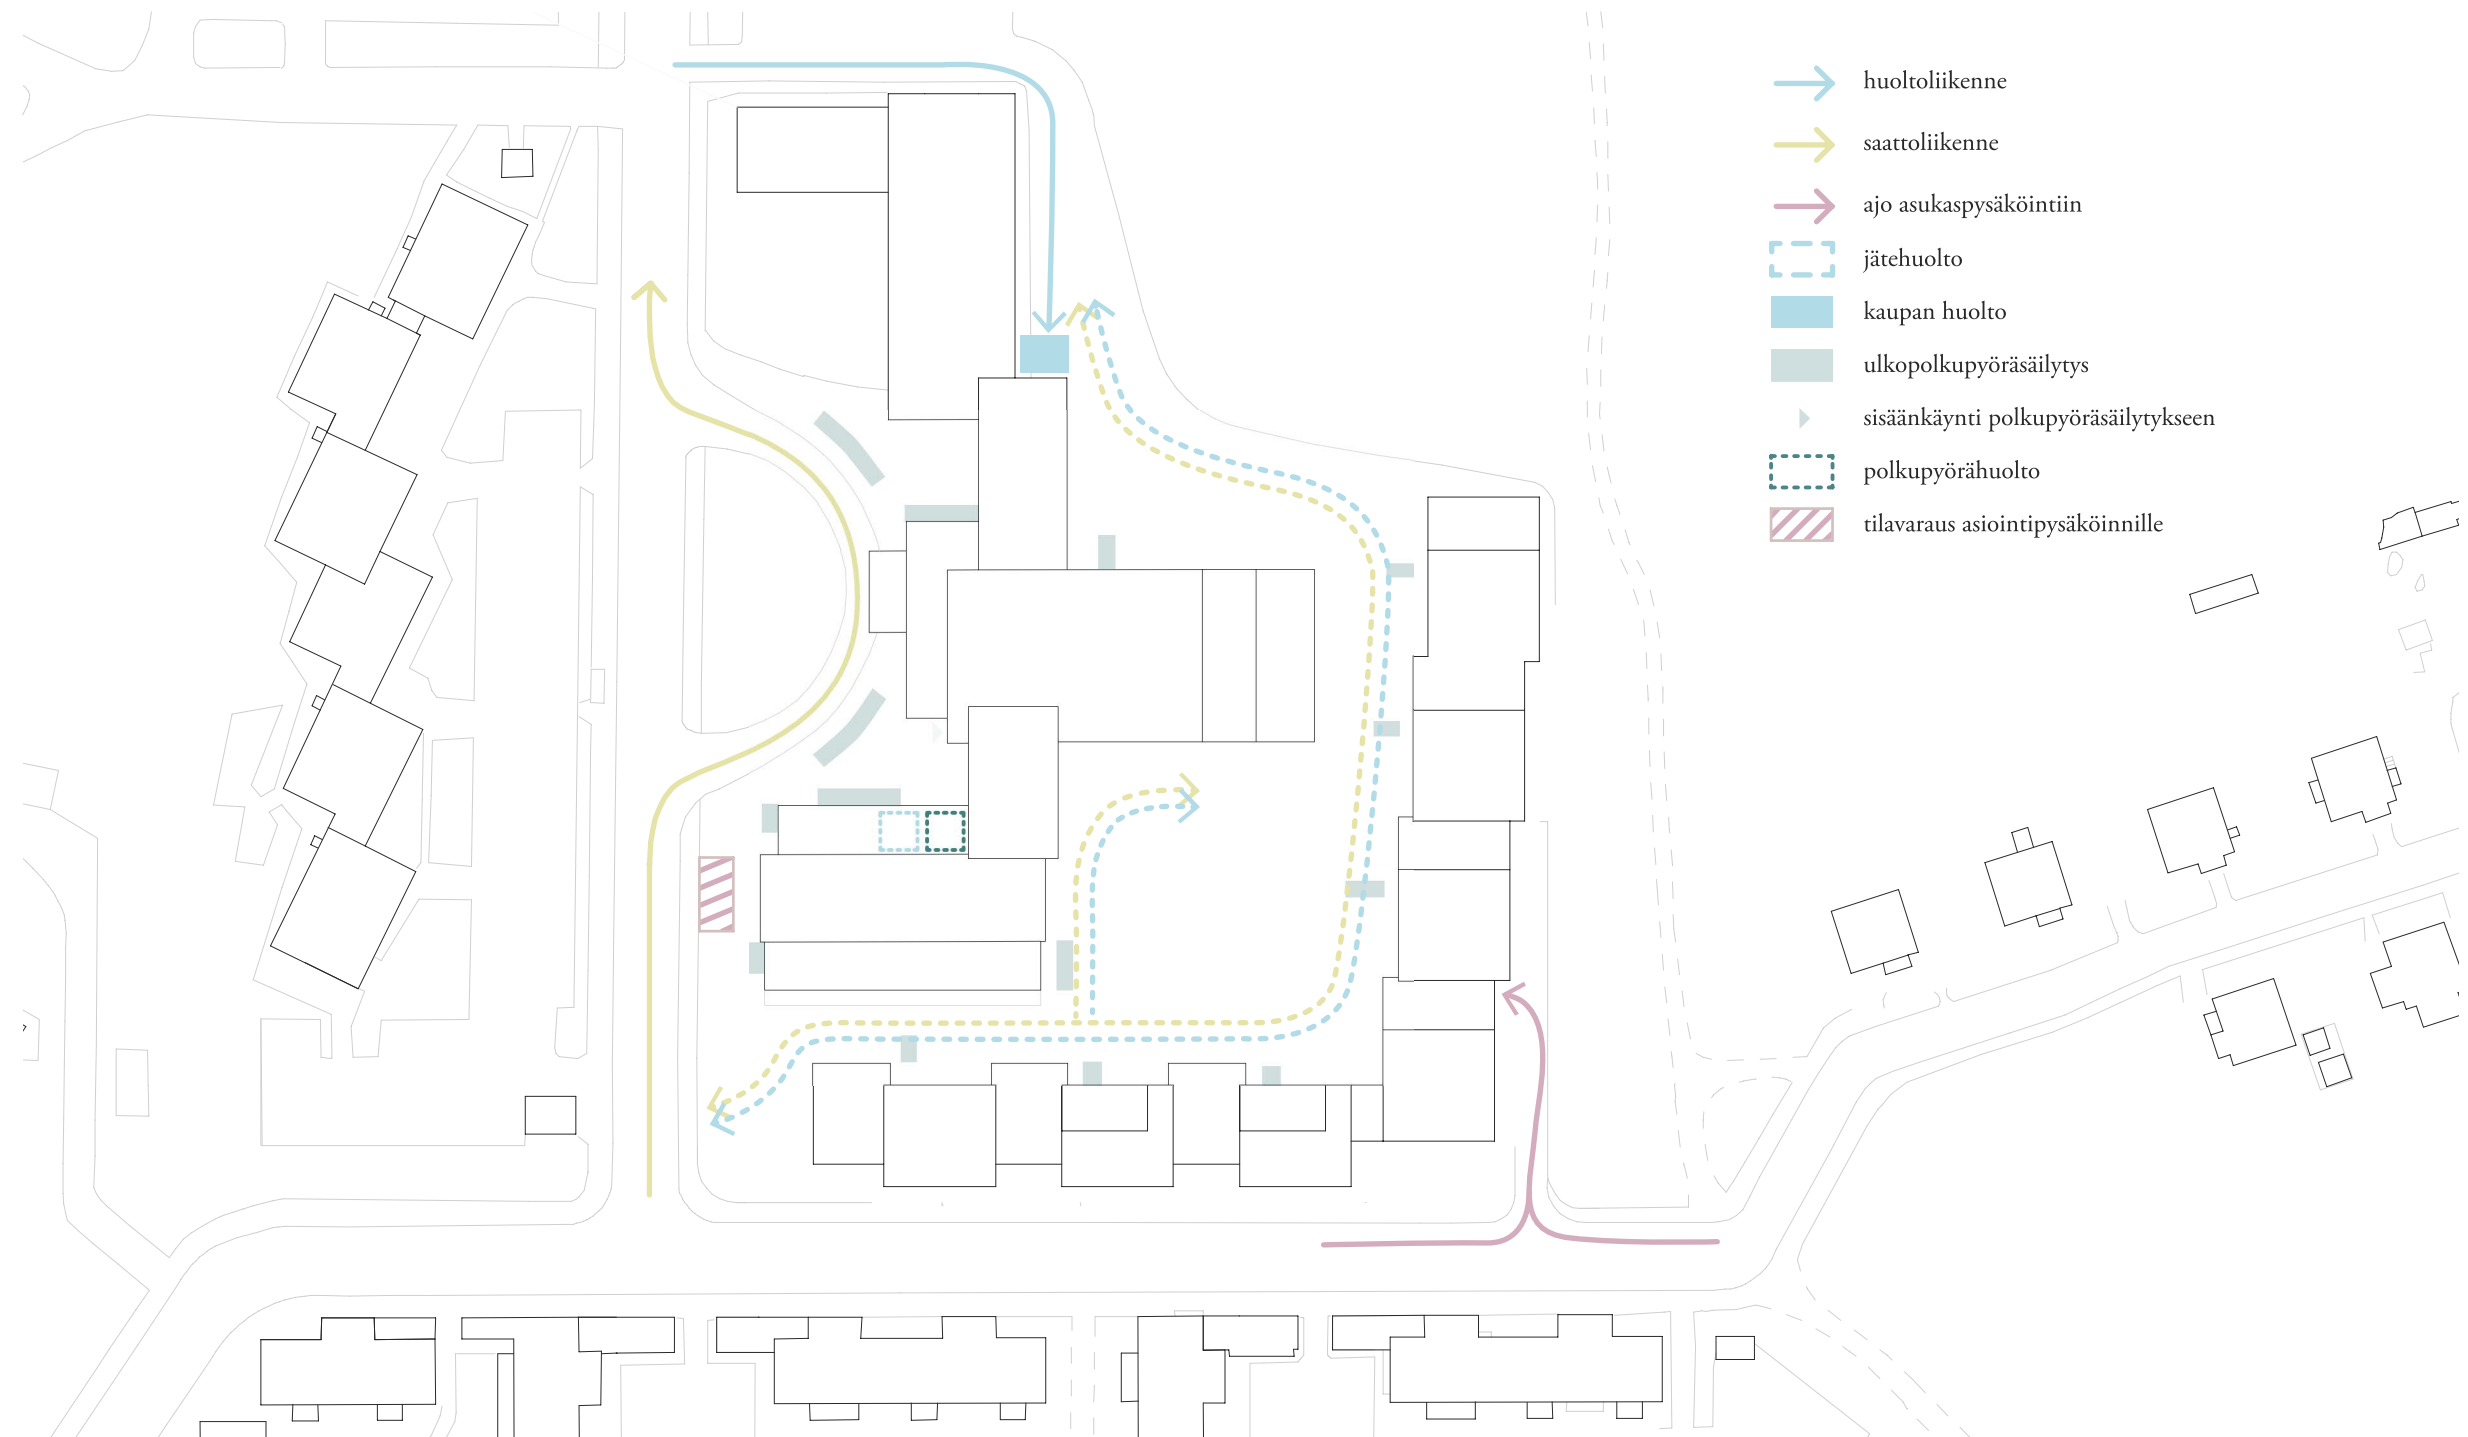 huoltoliikenne
saattoliikenne
ajo asukaspysäköintiin
jätehuolto
kaupan huolto
ulkopolkupyöräsäilytys
sisäänkäynti polkupyöräsäilytykseen
polkupyörähuolto
tilavaraus asiointipysäköinnille